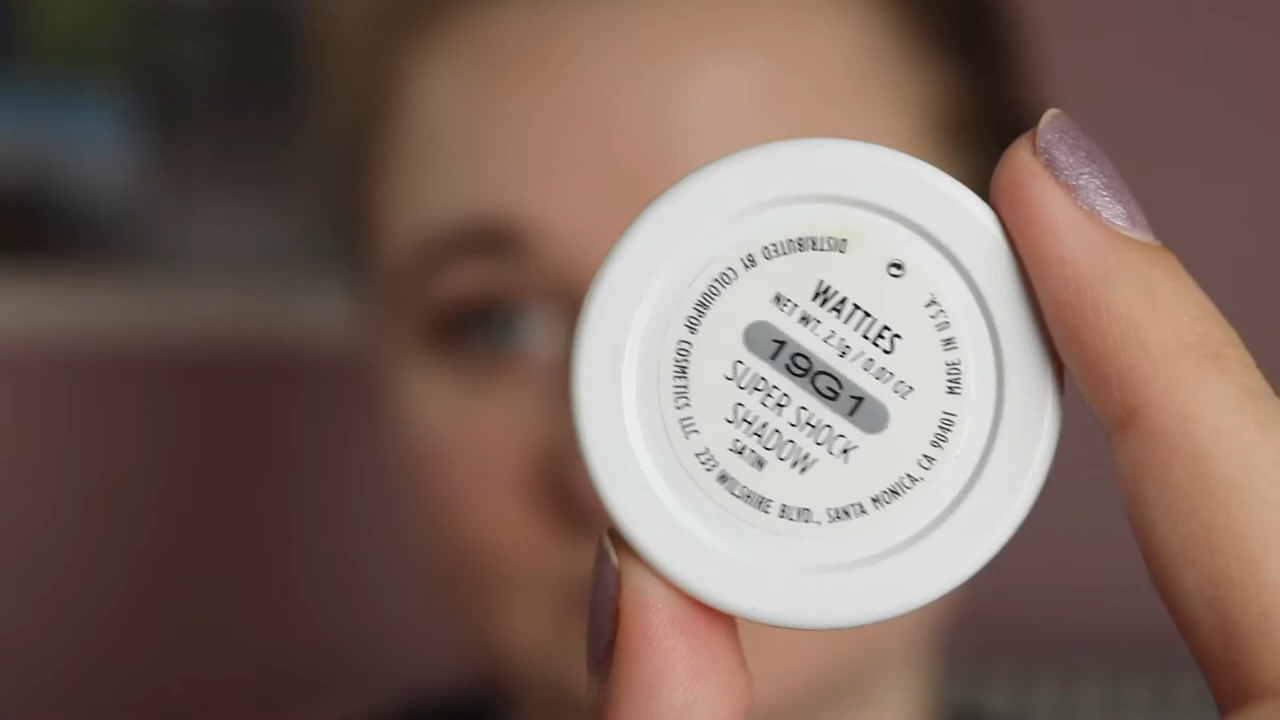 WATTLES
NET WT. 2.1g / 0.07 OZ
19G1
SUPER SHOCK
SHADOW
SATIN
DISTRIBUTED BY COLOURPOP COSMETICS LLC 233 WILSHIRE BLVD., SANTA MONICA, CA 90401 MADE IN U.S.A.